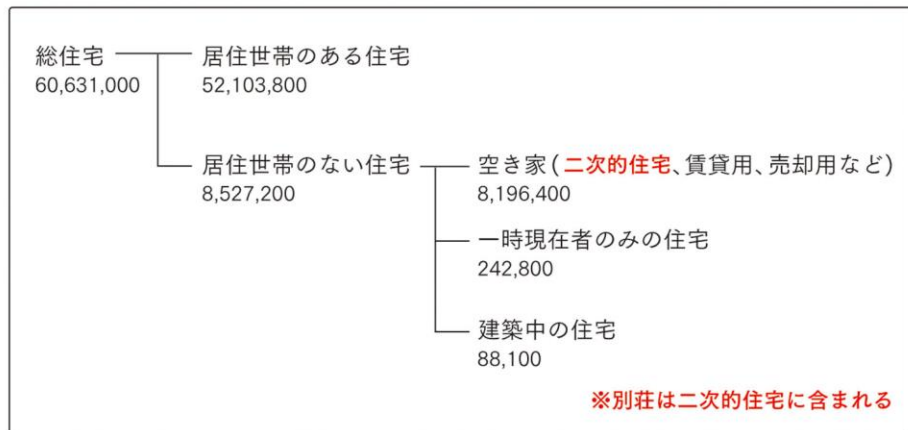 総住宅
60,631,000
居住世帯のある住宅
52,103,800
居住世帯のない住宅
8,527,200
空き家(二次的住宅、賃貸用、売却用など)
8,196,400
一時現在者のみの住宅
242,800
建築中の住宅
88,100
※別荘は二次的住宅に含まれる